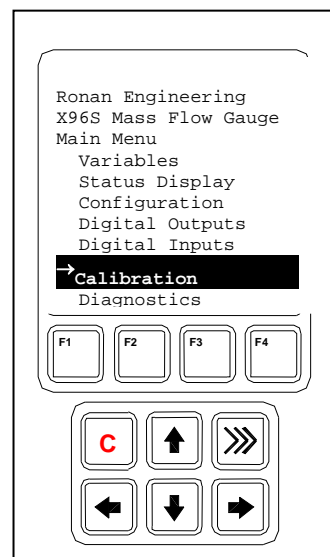 Ronan Engineering
X96S Mass Flow Gauge
Main Menu
Variables
Status Display
Configuration
Digital Outputs
Digital Inputs
→Calibration
Diagnostics
F1 F2 F3 F4
C